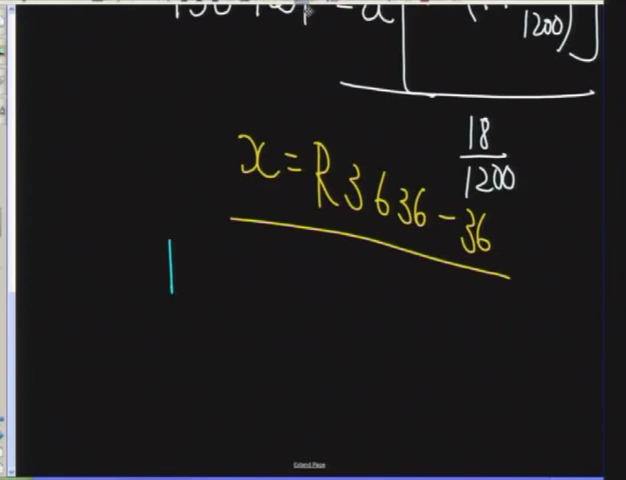 1200)
18
1200
x = R3636-36
Extend Page